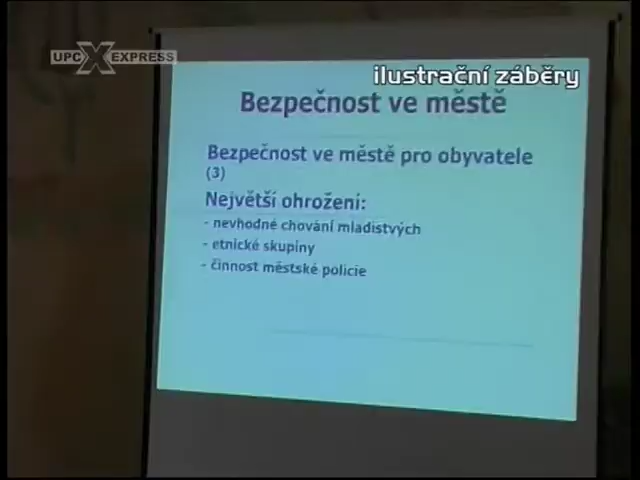 UPC X EXPRESS
ilustrační záběry
Bezpečnost ve městě
Bezpečnost ve městě pro obyvatele
(3)
Největší ohrožení:
- nevhodné chování mladistvých
- etnické skupiny
- činnost městské policie